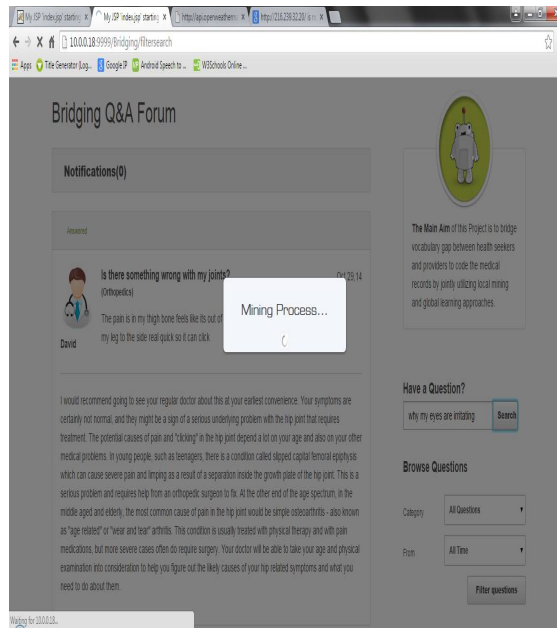 My JSP 'index.jsp' starting
My JSP 'index.jsp' starting
http://api.openweatherm
http://216.239.32.20/ is n
10.0.0.18:9999/Bridging/filtersearch
Apps
Title Generator (Log...
Google IP
Android Speech to ...
W3Schools Online ...
Bridging Q&A Forum
Notifications(0)
Answered
Is there something wrong with my joints?
Oct,29,14
(Orthopedics)
The pain is in my thigh bone feels like its out of
my leg to the side real quick so it can click
David
Mining Process...
I would recommend going to see your regular doctor about this at your earliest convenience. Your symptoms are
certainly not normal, and they might be a sign of a serious underlying problem with the hip joint that requires
treatment. The potential causes of pain and "clicking" in the hip joint depend a lot on your age and also on your other
medical problems. In young people, such as teenagers, there is a condition called slipped capital femoral epiphysis
which can cause severe pain and limping as a result of a separation inside the growth plate of the hip joint. This is a
serious problem and requires help from an orthopedic surgeon to fix. At the other end of the age spectrum, in the
middle aged and elderly, the most common cause of pain in the hip joint would be simple osteoarthritis - also known
as "age related" or "wear and tear" arthritis. This condition is usually treated with physical therapy and with pain
medications, but more severe cases often do require surgery. Your doctor will be able to take your age and physical
examination into consideration to help you figure out the likely causes of your hip related symptoms and what you
need to do about them.
The Main Aim of this Project is to bridge
vocabulary gap between health seekers
and providers to code the medical
records by jointly utilizing local mining
and global learning approaches.
Have a Question?
why my eyes are irritating
Search
Browse Questions
Category
All Questions
From
All Time
Filter questions
Waiting for 10.0.0.18...